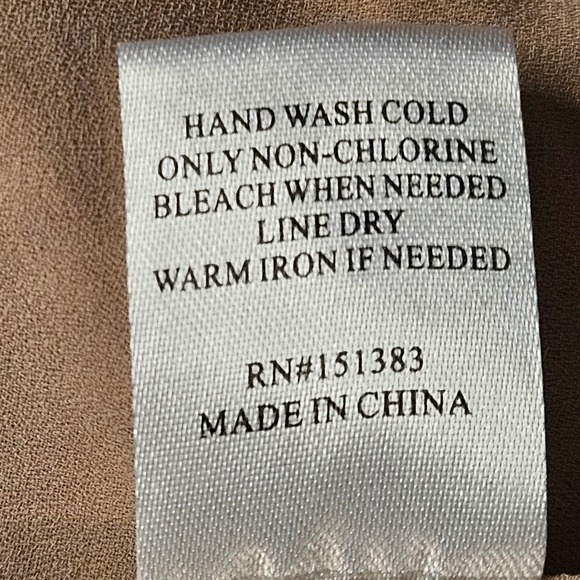 HAND WASH COLD
ONLY NON-CHLORINE
BLEACH WHEN NEEDED
LINE DRY
WARM IRON IF NEEDED
RN#151383
MADE IN CHINA